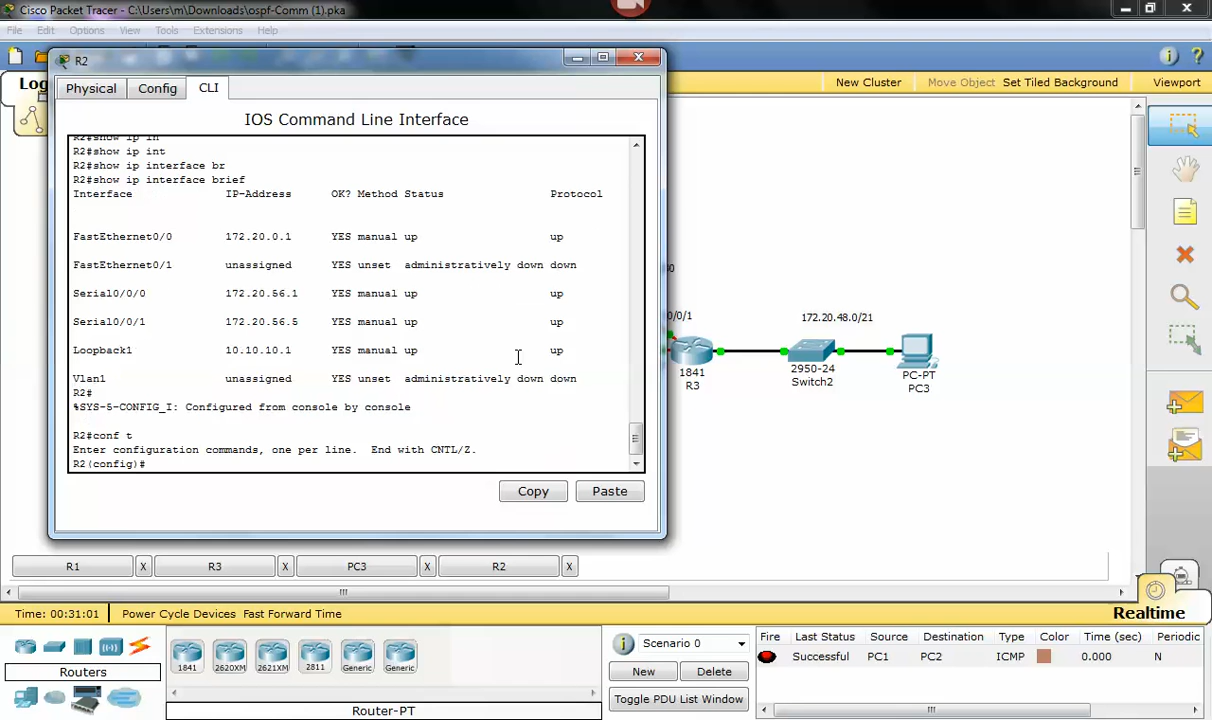 Cisco Packet Tracer - C:\Users\m\Downloads\ospf-Comm (1).pka
File Edit Options View Tools Extensions Help
R2
Log
New Cluster Move Object Set Tiled Background Viewport
Physical Config CLI
IOS Command Line Interface
R2#show ip in
R2#show ip int
R2#show ip interface br
R2#show ip interface brief
Interface IP-Address OK? Method Status Protocol
FastEthernet0/0 172.20.0.1 YES manual up up
FastEthernet0/1 unassigned YES unset administratively down down
Serial0/0/0 172.20.56.1 YES manual up up
Serial0/0/1 172.20.56.5 YES manual up up
Loopback1 10.10.10.1 YES manual up up
Vlan1 unassigned YES unset administratively down down
R2#
%SYS-5-CONFIG_I: Configured from console by console
R2#conf t
Enter configuration commands, one per line. End with CNTL/Z.
R2(config)#
Copy Paste
0/0/1
172.20.48.0/21
1841
R3
2950-24
Switch2
PC-PT
PC3
R1 X R3 X PC3 X R2 X
Time: 00:31:01 Power Cycle Devices Fast Forward Time
Realtime
Routers
1841 2620XM 2621XM 2811 Generic Generic
Router-PT
Scenario 0
New Delete
Toggle PDU List Window
Fire Last Status Source Destination Type Color Time (sec) Periodic
Successful PC1 PC2 ICMP 0.000 N